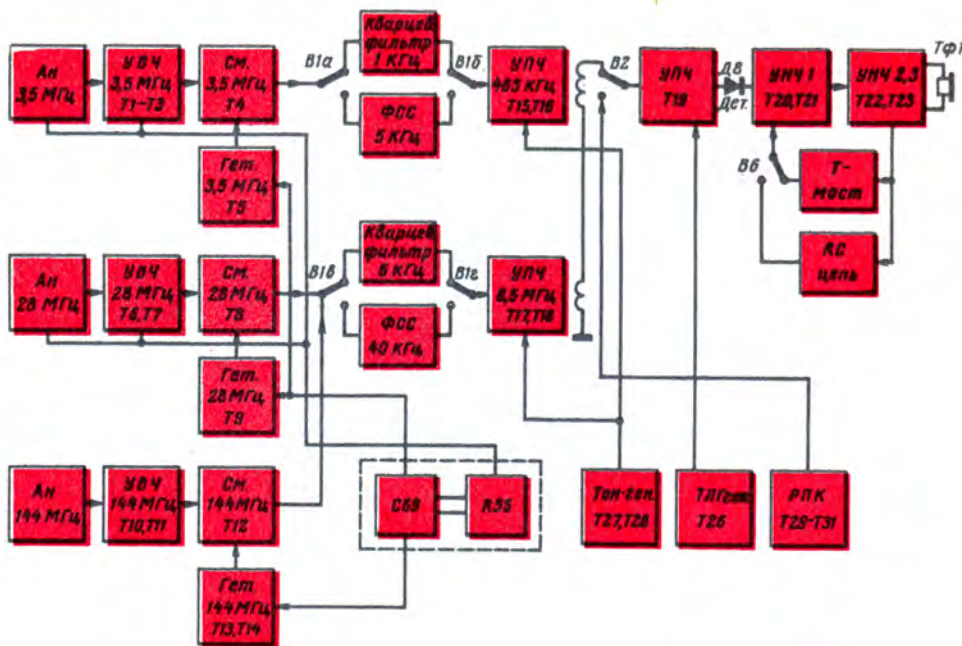 Ан
3,5 МГц
УВЧ
3,5 МГц
Т1-Т3
См.
3,5 МГц
Т4
В1а
Кварцев.
фильтр
1 КГц
ФСС
5 КГц
В1б
УПЧ
465 КГц
Т15,Т16
В2
УПЧ
Т19
Д8
Дет.
УНЧ 1
Т20,Т21
УНЧ 2,3
Т22,Т23
Тф1
Гет.
3,5 МГц
Т5
В6
Т-
мост
RC
цепь
Ан
28 МГц
УВЧ
28 МГц
Т6,Т7
См.
28 МГц
Т8
В1в
Кварцев.
фильтр
6 КГц
ФСС
40 КГц
В1г
УПЧ
6,5 МГц
Т17,Т18
Гет.
28 МГц
Т9
Ан
144 МГц
УВЧ
144 МГц
Т10,Т11
См.
144 МГц
Т12
С69
R35
Тон-ген.
Т27,Т28
ТЛГген.
Т26
РПК
Т29-Т31
Гет
144 МГц
Т13,Т14